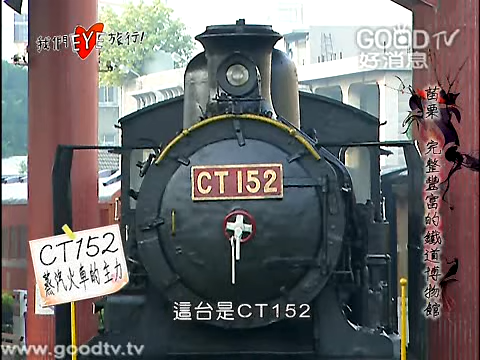 我們EYE旅行!
GOODTV
好消息
苗栗 完整豐富的鐵道博物館
CT152
CT152
蒸汽火車的主力
這台是CT152
www.goodtv.tv